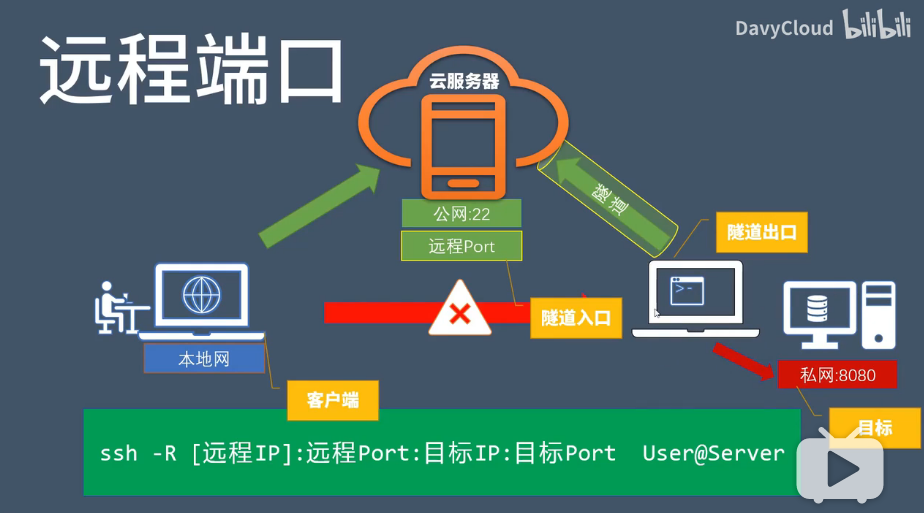 DavyCloud bilibili
远程端口
云服务器
隧道
公网:22
远程Port
隧道出口
隧道入口
>-
本地网
私网:8080
客户端
目标
ssh -R [远程IP]:远程Port:目标IP:目标Port User@Server